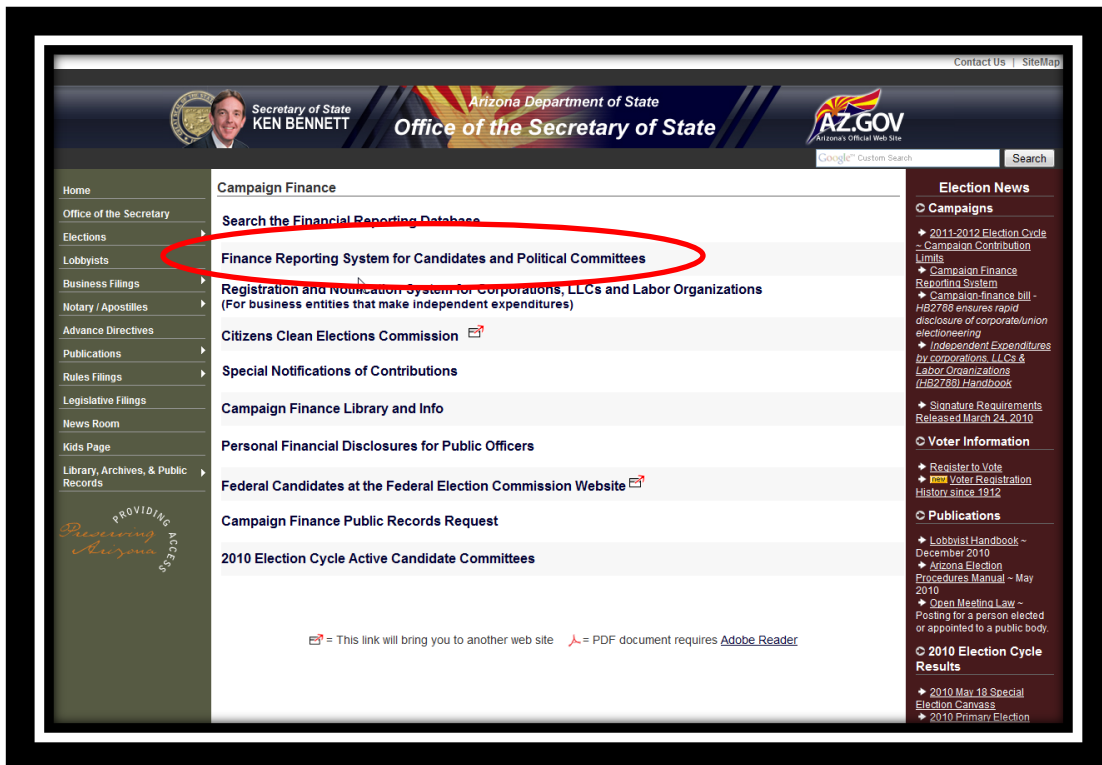 Contact Us | SiteMap
Secretary of State
KEN BENNETT
Arizona Department of State
Office of the Secretary of State
AZ.GOV
Arizona's Official Web Site
Google™ Custom Search
Search
Home
Office of the Secretary
Elections
Lobbyists
Business Filings
Notary / Apostilles
Advance Directives
Publications
Rules Filings
Legislative Filings
News Room
Kids Page
Library, Archives, & Public
Records
PROVIDING
ACCESS
Preserving
Arizona
Campaign Finance
Search the Financial Reporting Database
Finance Reporting System for Candidates and Political Committees
Registration and Notification System for Corporations, LLCs and Labor Organizations
(For business entities that make independent expenditures)
Citizens Clean Elections Commission
Special Notifications of Contributions
Campaign Finance Library and Info
Personal Financial Disclosures for Public Officers
Federal Candidates at the Federal Election Commission Website
Campaign Finance Public Records Request
2010 Election Cycle Active Candidate Committees
= This link will bring you to another web site = PDF document requires Adobe Reader
Election News
Campaigns
2011-2012 Election Cycle
~ Campaign Contribution
Limits
Campaign Finance
Reporting System
Campaign-finance bill -
HB2788 ensures rapid
disclosure of corporate/union
electioneering
Independent Expenditures
by corporations, LLCs &
Labor Organizations
(HB2788) Handbook
Signature Requirements
Released March 24, 2010
Voter Information
Register to Vote
new Voter Registration
History since 1912
Publications
Lobbyist Handbook ~
December 2010
Arizona Election
Procedures Manual ~ May
2010
Open Meeting Law ~
Posting for a person elected
or appointed to a public body.
2010 Election Cycle
Results
2010 May 18 Special
Election Canvass
2010 Primary Election